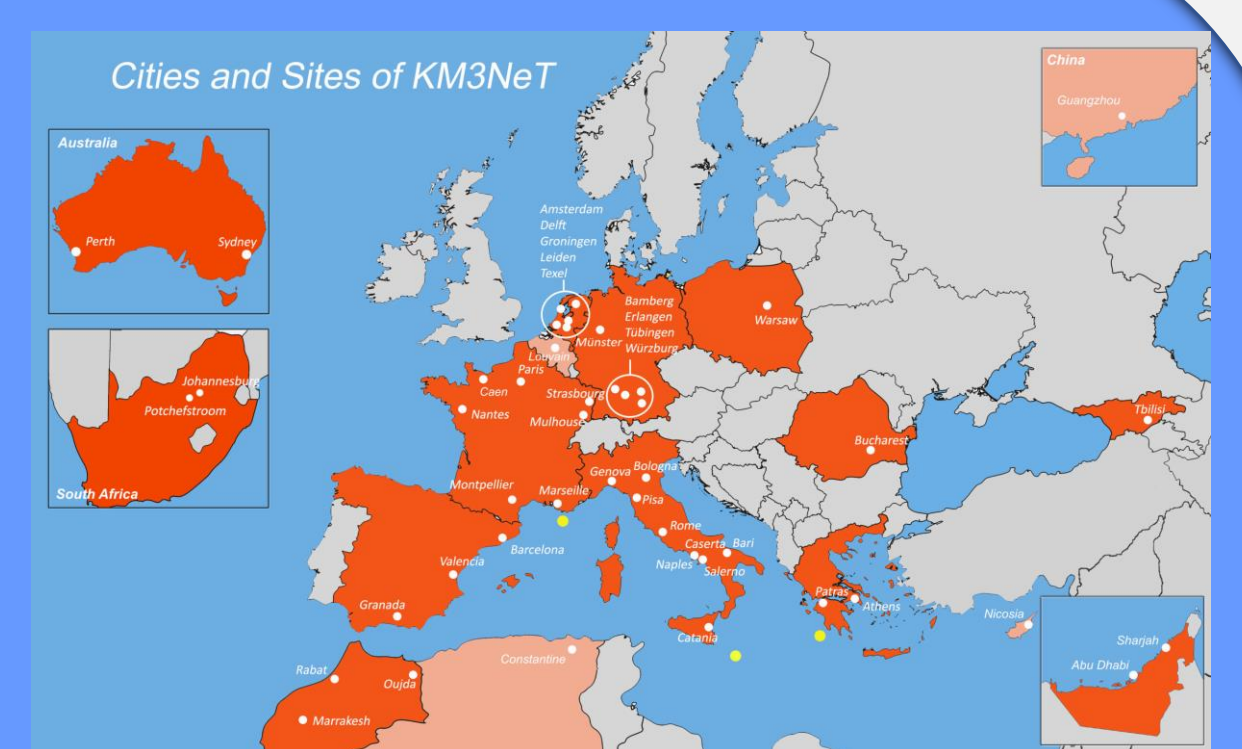 Cities and Sites of KM3NeT
Australia
Perth
Sydney
Johannesburg
Potchefstroom
South Africa
China
Guangzhou
Amsterdam
Delft
Groningen
Leiden
Texel
Bamberg
Erlangen
Tübingen
Würzburg
Münster
Warsaw
Louvain
Paris
Caen
Strasbourg
Nantes
Mulhouse
Tbilisi
Bucharest
Genova
Bologna
Montpellier
Marseille
Pisa
Rome
Barcelona
Caserta
Bari
Naples
Salerno
Valencia
Granada
Patras
Athens
Catania
Nicosia
Constantine
Rabat
Oujda
Marrakesh
Sharjah
Abu Dhabi